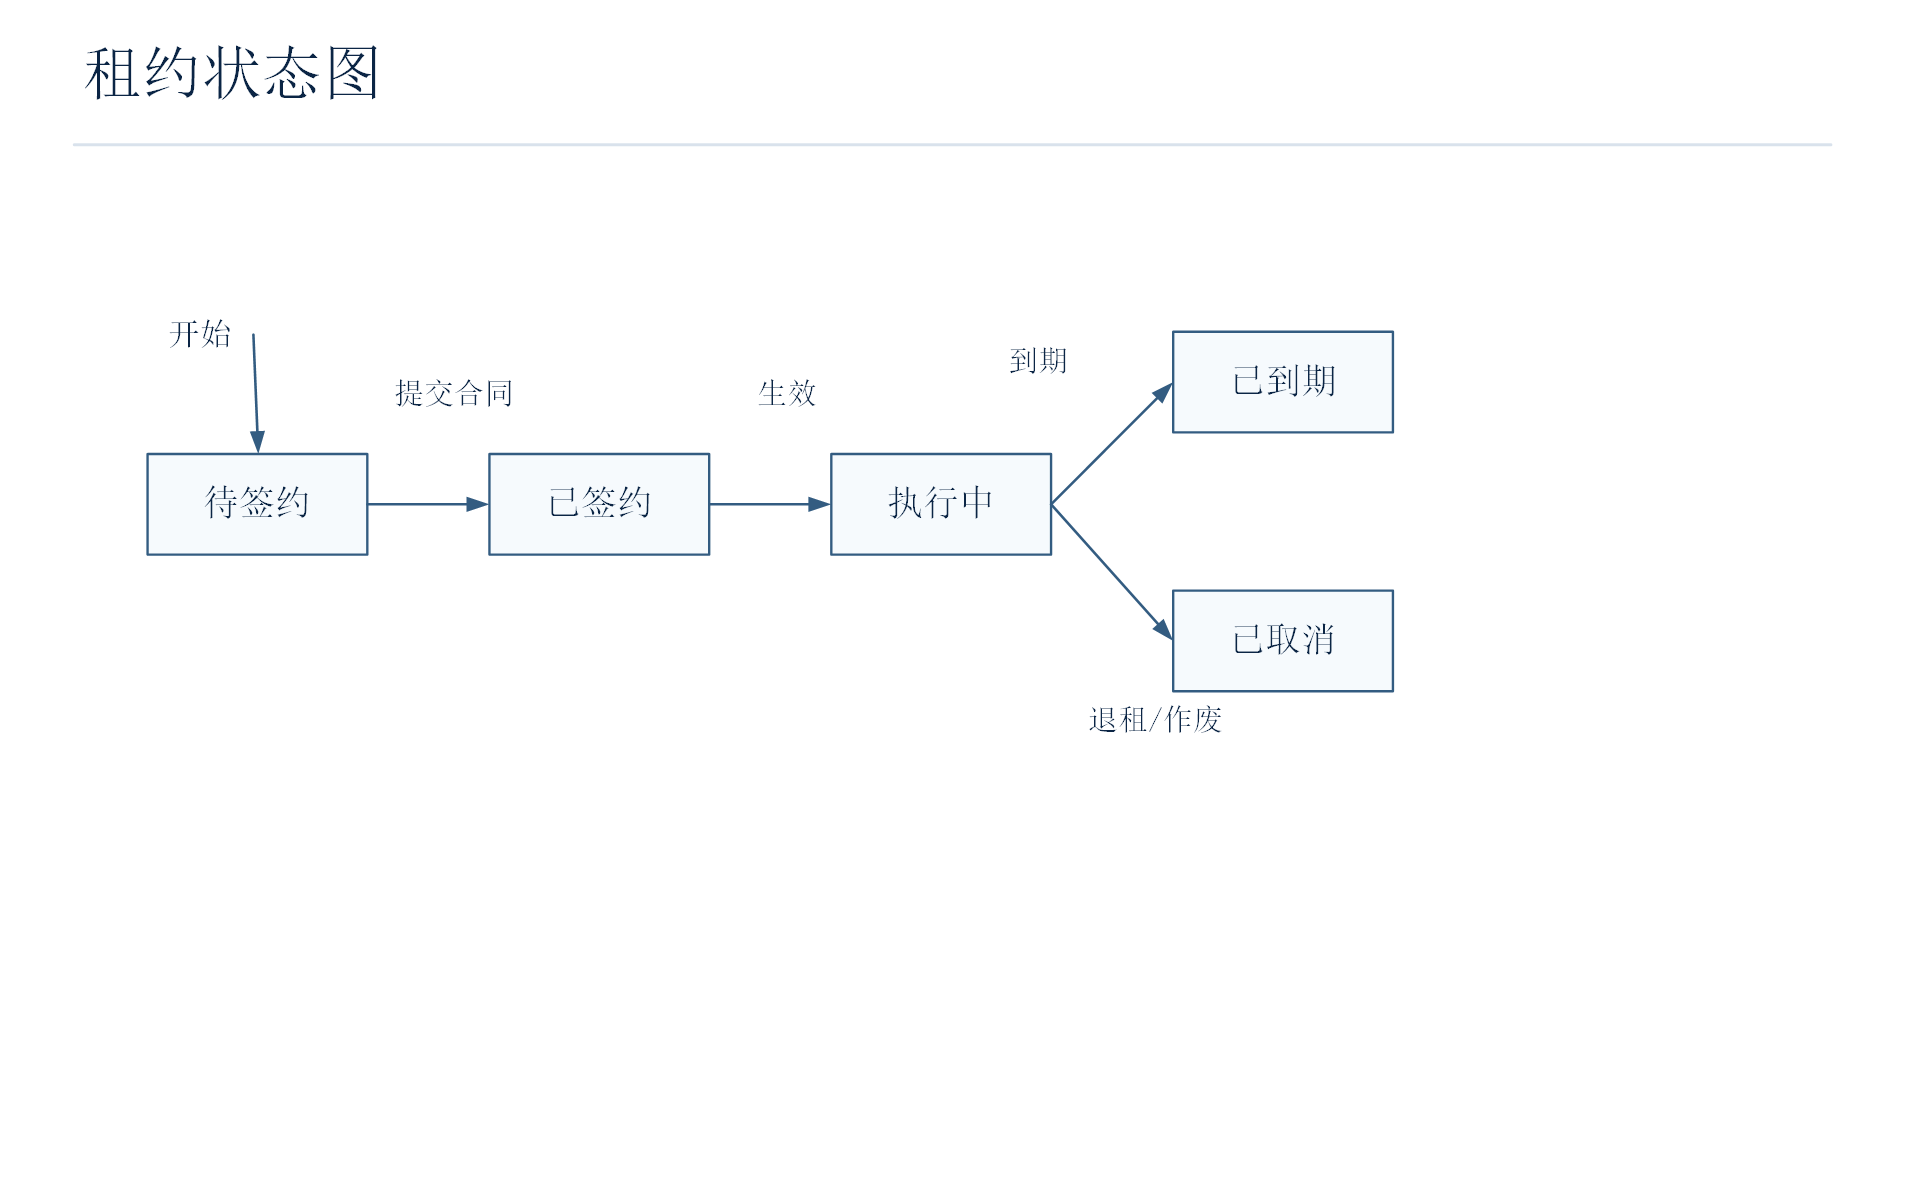 租约状态图
开始
提交合同
生效
到期
已到期
待签约
已签约
执行中
已取消
退租/作废